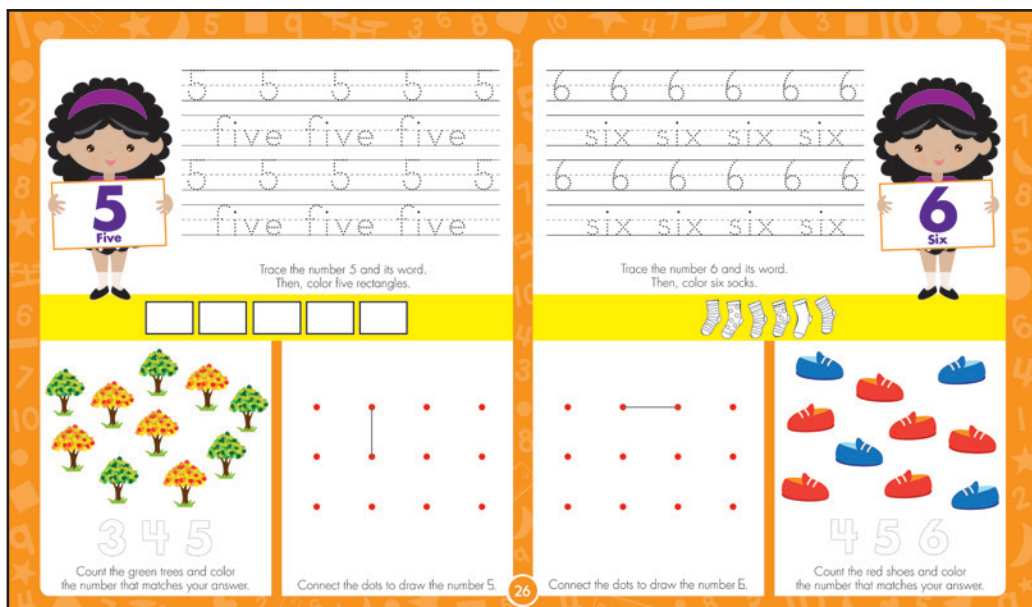 5 5 5 5 5
five five five
5 5 5 5 5
five five five
5
Five
Trace the number 5 and its word.
Then, color five rectangles.
3 4 5
Count the green trees and color
the number that matches your answer.
Connect the dots to draw the number 5.
26
6 6 6 6 6 6
six six six six
6 6 6 6 6 6
six six six six
6
Six
Trace the number 6 and its word.
Then, color six socks.
Connect the dots to draw the number 6.
4 5 6
Count the red shoes and color
the number that matches your answer.